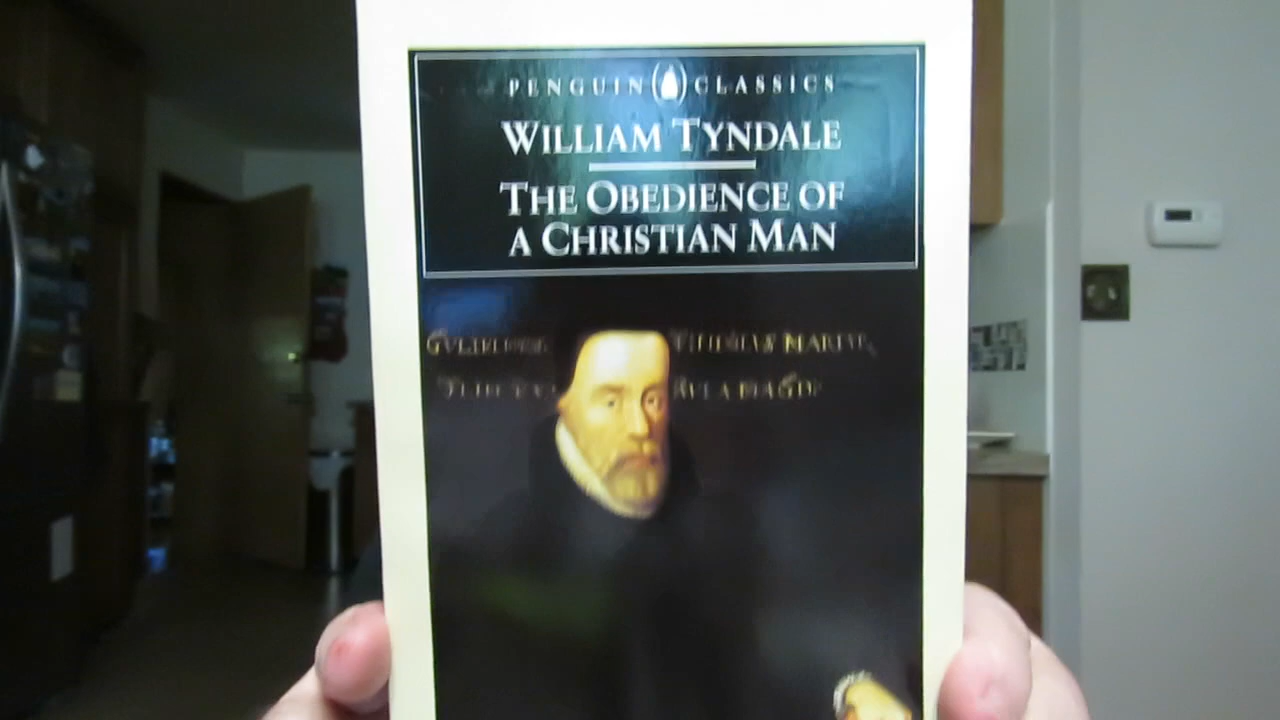 PENGUIN CLASSICS
WILLIAM TYNDALE
THE OBEDIENCE OF
A CHRISTIAN MAN